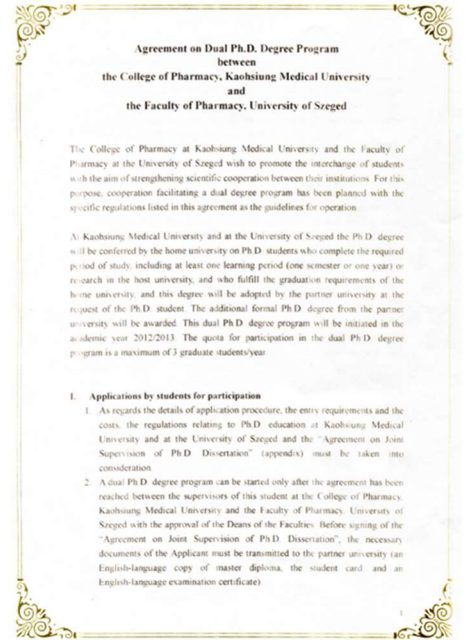 Agreement on Dual Ph.D. Degree Program
between
the College of Pharmacy, Kaohsiung Medical University
and
the Faculty of Pharmacy, University of Szeged
The College of Pharmacy at Kaohsiung Medical University and the Faculty of
Pharmacy at the University of Szeged wish to promote the interchange of students
with the aim of strengthening scientific cooperation between their institutions. For this
purpose, cooperation facilitating a dual degree program has been planned with the
specific regulations listed in this agreement as the guidelines for operation.
At Kaohsiung Medical University and at the University of Szeged the Ph.D. degree
will be conferred by the home university on Ph.D. students who complete the required
period of study, including at least one learning period (one semester or one year) or
research in the host university, and who fulfill the graduation requirements of the
home university, and this degree will be adopted by the partner university at the
request of the Ph.D. student. The additional formal Ph.D. degree from the partner
university will be awarded. This dual Ph.D. degree program will be initiated in the
academic year 2012/2013. The quota for participation in the dual Ph.D. degree
program is a maximum of 3 graduate students/year.
I. Applications by students for participation
1. As regards the details of application procedure, the entry requirements and the
costs, the regulations relating to Ph.D. education at Kaohsiung Medical
University and at the University of Szeged and the "Agreement on Joint
Supervision of Ph.D. Dissertation" (appendix) must be taken into
consideration.
2. A dual Ph.D. degree program can be started only after the agreement has been
reached between the supervisors of this student at the College of Pharmacy,
Kaohsiung Medical University and the Faculty of Pharmacy, University of
Szeged with the approval of the Deans of the Faculties. Before signing of the
"Agreement on Joint Supervision of Ph.D. Dissertation", the necessary
documents of the Applicant must be transmitted to the partner university (an
English-language copy of master diploma, the student card, and an
English-language examination certificate).
1